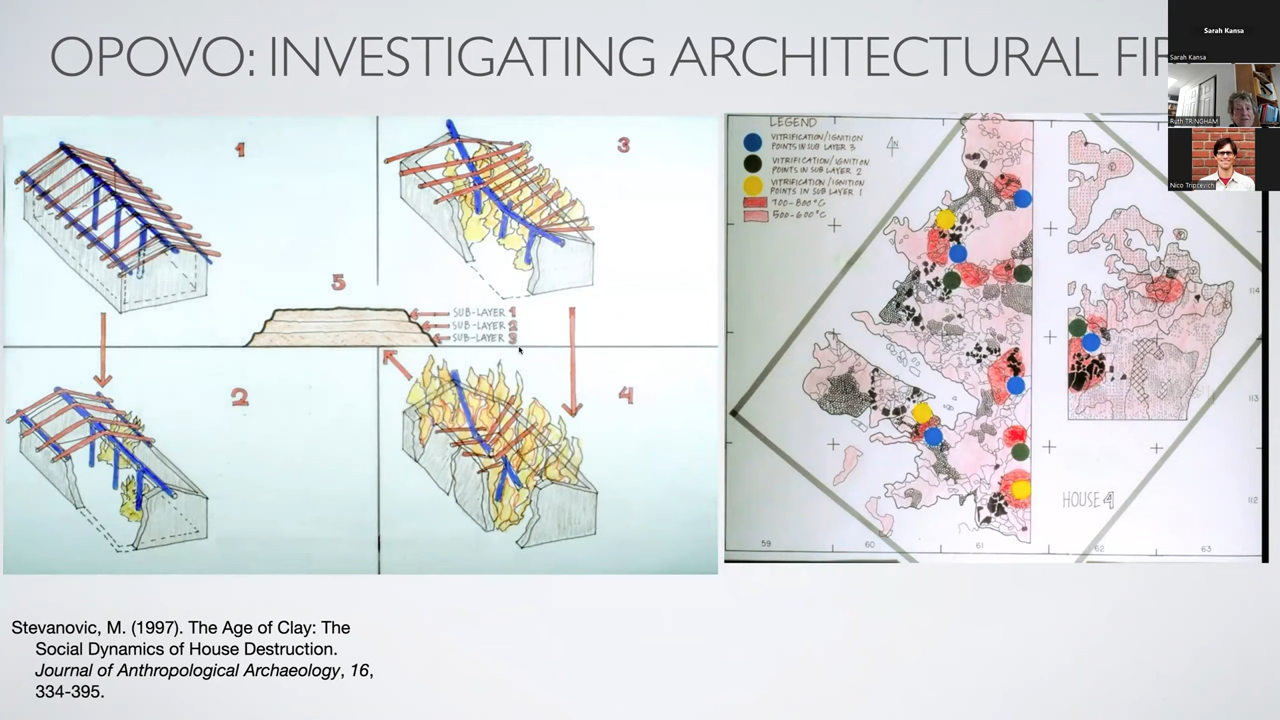 OPOVO: INVESTIGATING ARCHITECTURAL FI
Sarah Kansa
Sarah Kansa
Ruth TRINGHAM
Nico Tripcevich
1
3
5
SUB-LAYER 1
SUB-LAYER 2
SUB-LAYER 3
2
4
LEGEND
VITRIFICATION/IGNITION
POINTS IN SUB LAYER 3
VITRIFICATION/IGNITION
POINTS IN SUB LAYER 2
VITRIFICATION/IGNITION
POINTS IN SUB LAYER 1
700-800°C
500-600°C
N
114
113
112
HOUSE 4
59
60
61
62
63
Stevanovic, M. (1997). The Age of Clay: The
Social Dynamics of House Destruction.
Journal of Anthropological Archaeology, 16,
334-395.